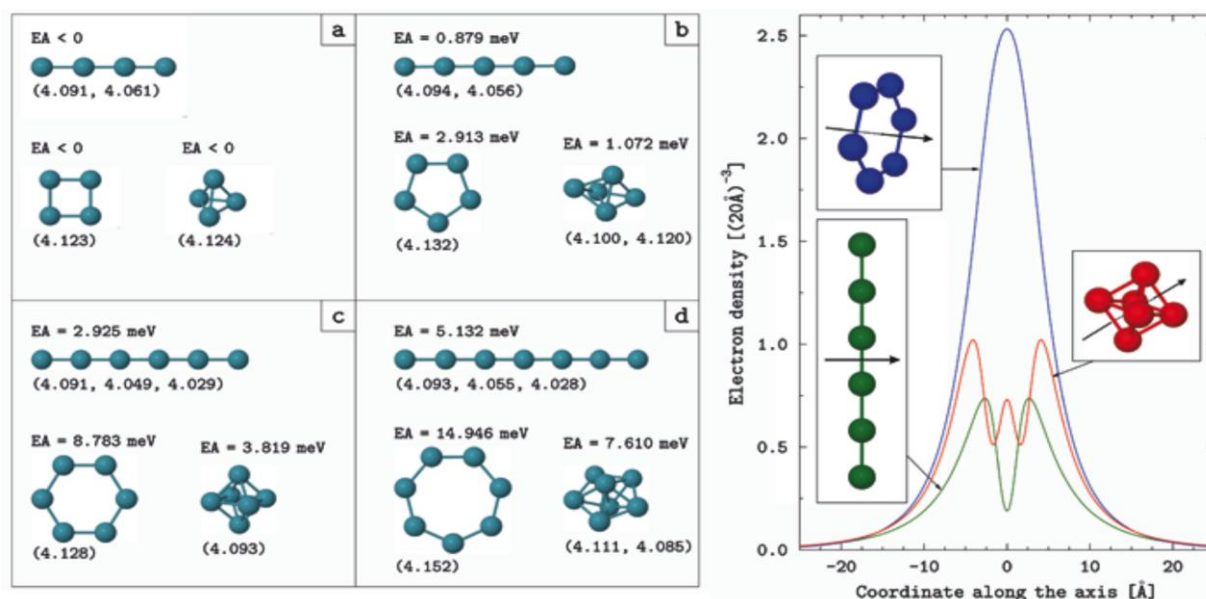 a
EA < 0
(4.091, 4.061)
EA < 0
EA < 0
(4.123)
(4.124)
b
EA = 0.879 meV
(4.094, 4.056)
EA = 2.913 meV
EA = 1.072 meV
(4.132)
(4.100, 4.120)
c
EA = 2.925 meV
(4.091, 4.049, 4.029)
EA = 8.783 meV
EA = 3.819 meV
(4.128)
(4.093)
d
EA = 5.132 meV
(4.093, 4.055, 4.028)
EA = 14.946 meV
EA = 7.610 meV
(4.152)
(4.111, 4.085)
Electron density [(20Å)⁻³]
2.5
2.0
1.5
1.0
0.5
0.0
-20 -10 0 10 20
Coordinate along the axis [Å]